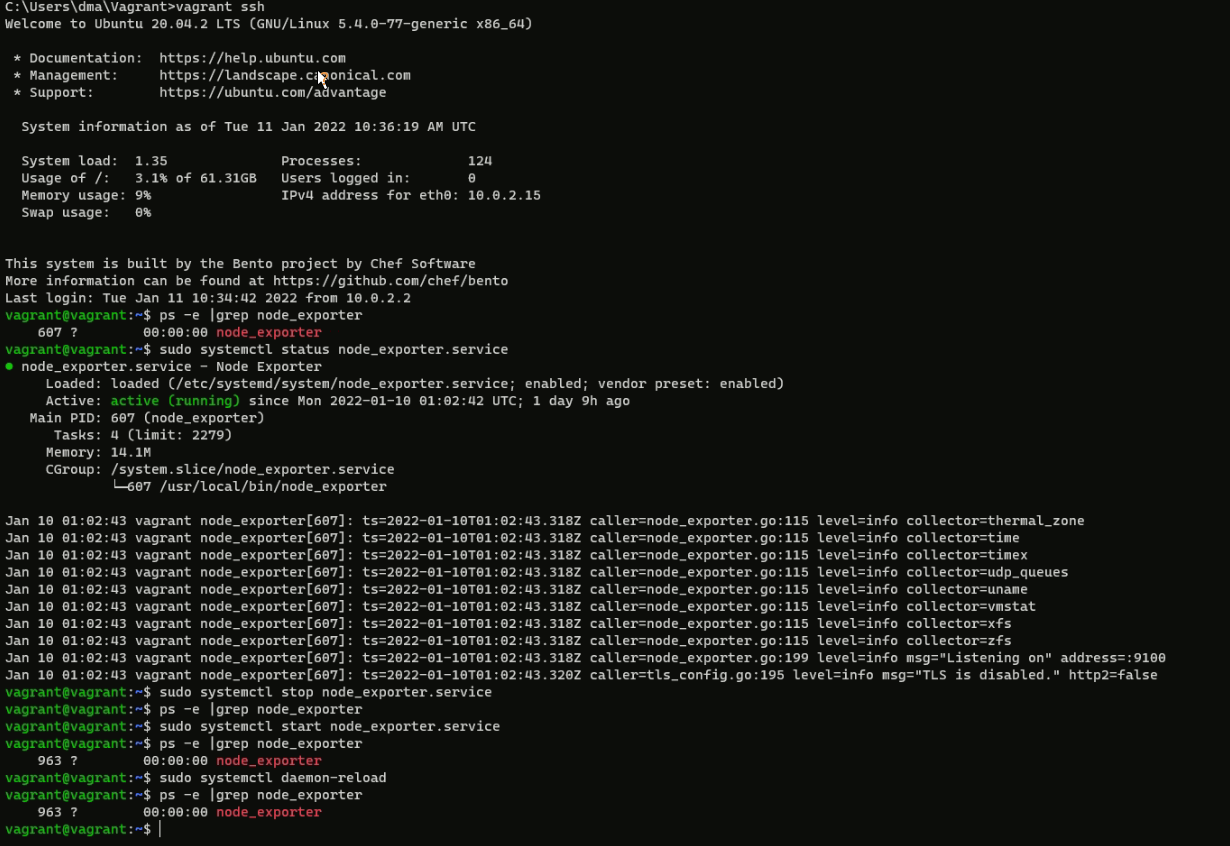 C:\Users\dma\Vagrant>vagrant ssh
Welcome to Ubuntu 20.04.2 LTS (GNU/Linux 5.4.0-77-generic x86_64)
* Documentation:  https://help.ubuntu.com
* Management:     https://landscape.canonical.com
* Support:        https://ubuntu.com/advantage
System information as of Tue 11 Jan 2022 10:36:19 AM UTC
System load:  1.35              Processes:             124
Usage of /:   3.1% of 61.31GB   Users logged in:       0
Memory usage: 9%                IPv4 address for eth0: 10.0.2.15
Swap usage:   0%
This system is built by the Bento project by Chef Software
More information can be found at https://github.com/chef/bento
Last login: Tue Jan 11 10:34:42 2022 from 10.0.2.2
vagrant@vagrant:~$ ps -e |grep node_exporter
607 ?        00:00:00 node_exporter
vagrant@vagrant:~$ sudo systemctl status node_exporter.service
● node_exporter.service - Node Exporter
Loaded: loaded (/etc/systemd/system/node_exporter.service; enabled; vendor preset: enabled)
Active: active (running) since Mon 2022-01-10 01:02:42 UTC; 1 day 9h ago
Main PID: 607 (node_exporter)
Tasks: 4 (limit: 2279)
Memory: 14.1M
CGroup: /system.slice/node_exporter.service
└─607 /usr/local/bin/node_exporter
Jan 10 01:02:43 vagrant node_exporter[607]: ts=2022-01-10T01:02:43.318Z caller=node_exporter.go:115 level=info collector=thermal_zone
Jan 10 01:02:43 vagrant node_exporter[607]: ts=2022-01-10T01:02:43.318Z caller=node_exporter.go:115 level=info collector=time
Jan 10 01:02:43 vagrant node_exporter[607]: ts=2022-01-10T01:02:43.318Z caller=node_exporter.go:115 level=info collector=timex
Jan 10 01:02:43 vagrant node_exporter[607]: ts=2022-01-10T01:02:43.318Z caller=node_exporter.go:115 level=info collector=udp_queues
Jan 10 01:02:43 vagrant node_exporter[607]: ts=2022-01-10T01:02:43.318Z caller=node_exporter.go:115 level=info collector=uname
Jan 10 01:02:43 vagrant node_exporter[607]: ts=2022-01-10T01:02:43.318Z caller=node_exporter.go:115 level=info collector=vmstat
Jan 10 01:02:43 vagrant node_exporter[607]: ts=2022-01-10T01:02:43.318Z caller=node_exporter.go:115 level=info collector=xfs
Jan 10 01:02:43 vagrant node_exporter[607]: ts=2022-01-10T01:02:43.318Z caller=node_exporter.go:115 level=info collector=zfs
Jan 10 01:02:43 vagrant node_exporter[607]: ts=2022-01-10T01:02:43.318Z caller=node_exporter.go:199 level=info msg="Listening on" address=:9100
Jan 10 01:02:43 vagrant node_exporter[607]: ts=2022-01-10T01:02:43.320Z caller=tls_config.go:195 level=info msg="TLS is disabled." http2=false
vagrant@vagrant:~$ sudo systemctl stop node_exporter.service
vagrant@vagrant:~$ ps -e |grep node_exporter
vagrant@vagrant:~$ sudo systemctl start node_exporter.service
vagrant@vagrant:~$ ps -e |grep node_exporter
963 ?        00:00:00 node_exporter
vagrant@vagrant:~$ sudo systemctl daemon-reload
vagrant@vagrant:~$ ps -e |grep node_exporter
963 ?        00:00:00 node_exporter
vagrant@vagrant:~$